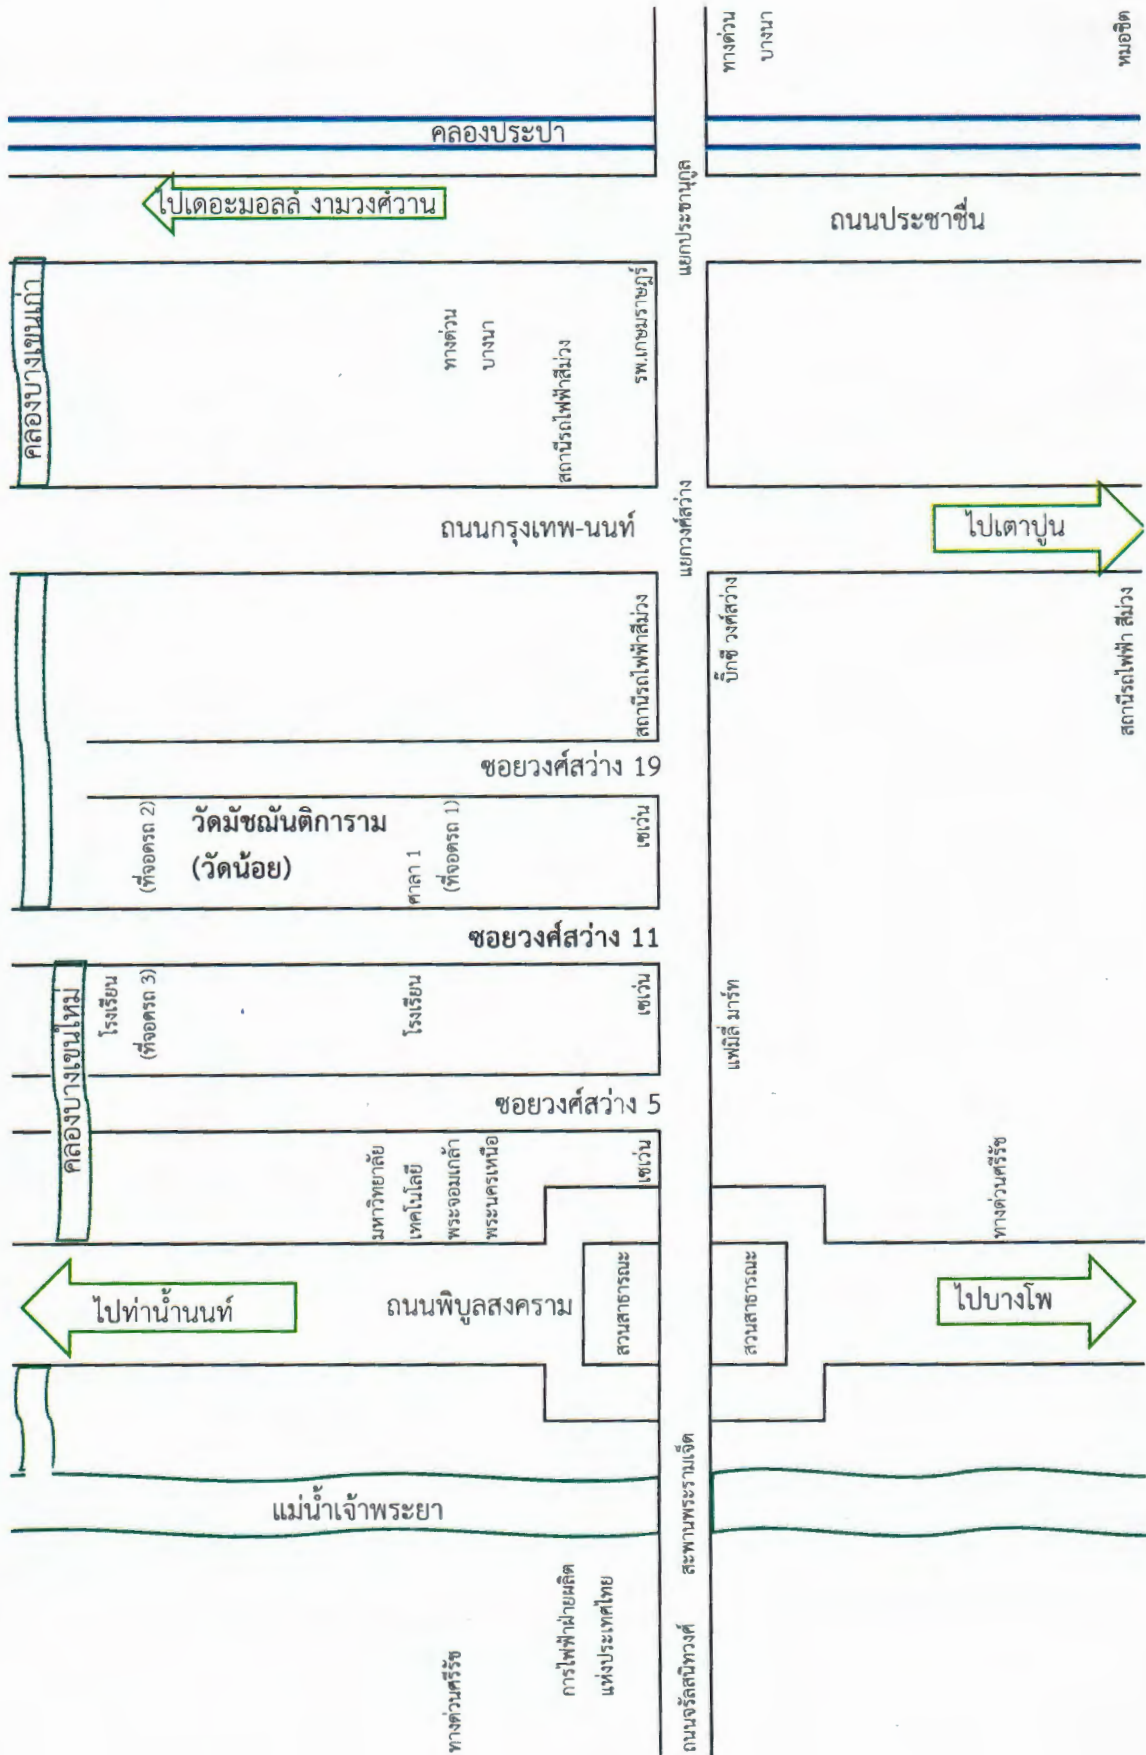 ทางด่วน
บางนา
หมอชิต
คลองประปา
ไปเดอะมอลล์ งามวงศ์วาน
แยกประชานุกูล
ถนนประชาชื่น
คลองบางเขนเก่า
ทางด่วน
บางนา
สถานีรถไฟฟ้าสีม่วง
รพ.เกษมราษฎร์
ถนนกรุงเทพ-นนท์
แยกวงศ์สว่าง
ไปเตาปูน
สถานีรถไฟฟ้าสีม่วง
บิ๊กซี วงศ์สว่าง
สถานีรถไฟฟ้า สีม่วง
ซอยวงศ์สว่าง 19
(ที่จอดรถ 2)
วัดมัชฌันติการาม
(วัดน้อย)
ศาลา 1
(ที่จอดรถ 1)
เซเว่น
ซอยวงศ์สว่าง 11
คลองบางเขนใหม่
โรงเรียน
(ที่จอดรถ 3)
โรงเรียน
เซเว่น
แฟมิลี่ มาร์ท
ซอยวงศ์สว่าง 5
มหาวิทยาลัย
เทคโนโลยี
พระจอมเกล้า
พระนครเหนือ
เซเว่น
ทางด่วนศรีรัช
ไปท่าน้ำนนท์
ถนนพิบูลสงคราม
สวนสาธารณะ
สวนสาธารณะ
ไปบางโพ
แม่น้ำเจ้าพระยา
สะพานพระรามเจ็ด
ทางด่วนศรีรัช
การไฟฟ้าฝ่ายผลิต
แห่งประเทศไทย
ถนนจรัลสนิทวงศ์